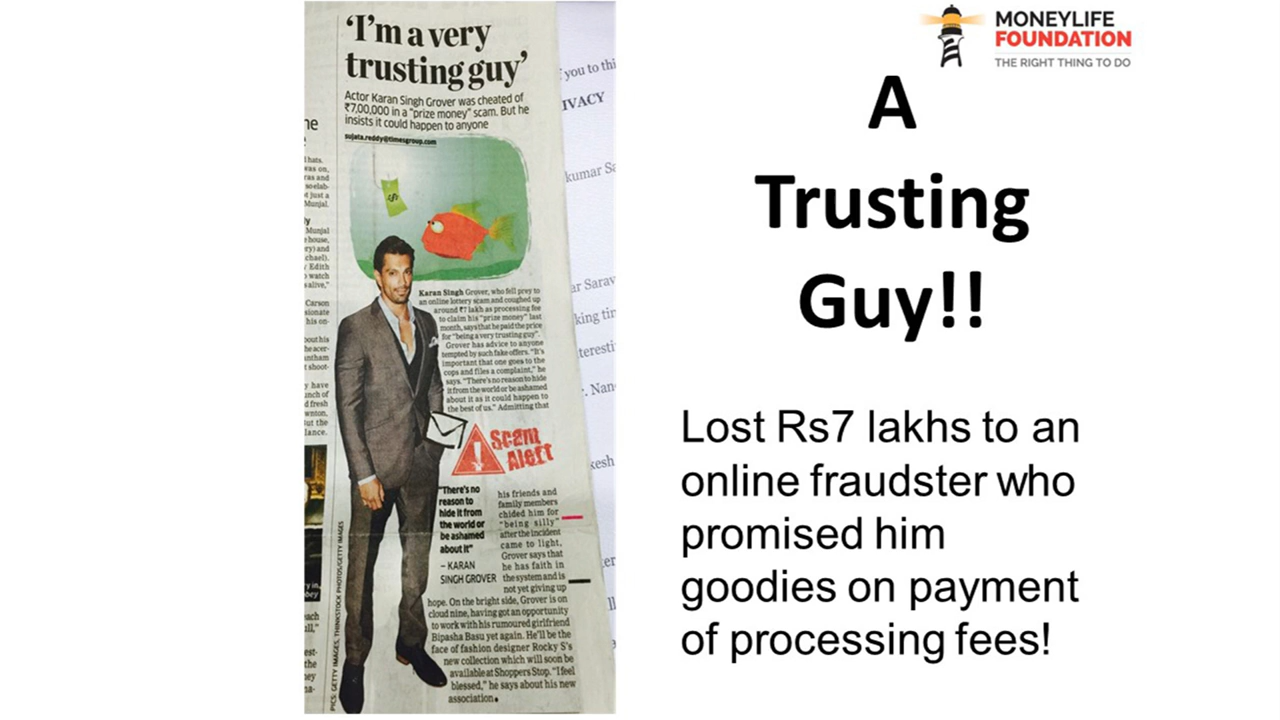 ‘I’m a very
trusting guy’
Actor Karan Singh Grover was cheated of
₹7,00,000 in a "prize money" scam. But he
insists it could happen to anyone
sujata.reddy@timesgroup.com
Karan Singh Grover, who fell prey to
an online lottery scam and coughed up
around ₹7 lakh as processing fee
to claim his "prize money" last
month, says that he paid the price
for "being a very trusting guy".
Grover has advice to anyone
tempted by such fake offers. "It's
important that one goes to the
cops and files a complaint," he
says. "There's no reason to hide
it from the world or be ashamed
about it as it could happen to
the best of us." Admitting that
Scam
Alert
"There's no
reason to
hide it from
the world or
be ashamed
about it"
– KARAN
SINGH GROVER
his friends and
family members
chided him for
"being silly"
after the incident
came to light,
Grover says that
he has faith in
the system and is
not yet giving up
hope. On the bright side, Grover is on
cloud nine, having got an opportunity
to work with his rumoured girlfriend
Bipasha Basu yet again. He'll be the
face of fashion designer Rocky S's
new collection which will soon be
available at Shoppers Stop. "I feel
blessed," he says about his new
association.
PICS: GETTY IMAGES, THINKSTOCK PHOTOS/GETTY IMAGES
you to thi
IVACY
kumar Sa
ar Sarav
king tin
. Nan
MONEYLIFE
FOUNDATION
THE RIGHT THING TO DO
A
Trusting
Guy!!
Lost Rs7 lakhs to an
online fraudster who
promised him
goodies on payment
of processing fees!